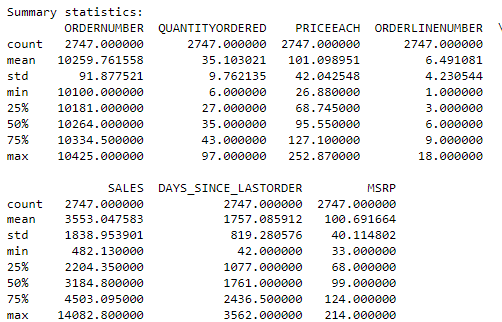 Summary statistics:
ORDERNUMBER QUANTITYORDERED PRICEEACH ORDERLINENUMBER \
count 2747.000000 2747.000000 2747.000000 2747.000000
mean 10259.761558 35.103021 101.098951 6.491081
std 91.877521 9.762135 42.042548 4.230544
min 10100.000000 6.000000 26.880000 1.000000
25% 10181.000000 27.000000 68.745000 3.000000
50% 10264.000000 35.000000 95.550000 6.000000
75% 10334.500000 43.000000 127.100000 9.000000
max 10425.000000 97.000000 252.870000 18.000000
SALES DAYS_SINCE_LASTORDER MSRP
count 2747.000000 2747.000000 2747.000000
mean 3553.047583 1757.085912 100.691664
std 1838.953901 819.280576 40.114802
min 482.130000 42.000000 33.000000
25% 2204.350000 1077.000000 68.000000
50% 3184.800000 1761.000000 99.000000
75% 4503.095000 2436.500000 124.000000
max 14082.800000 3562.000000 214.000000